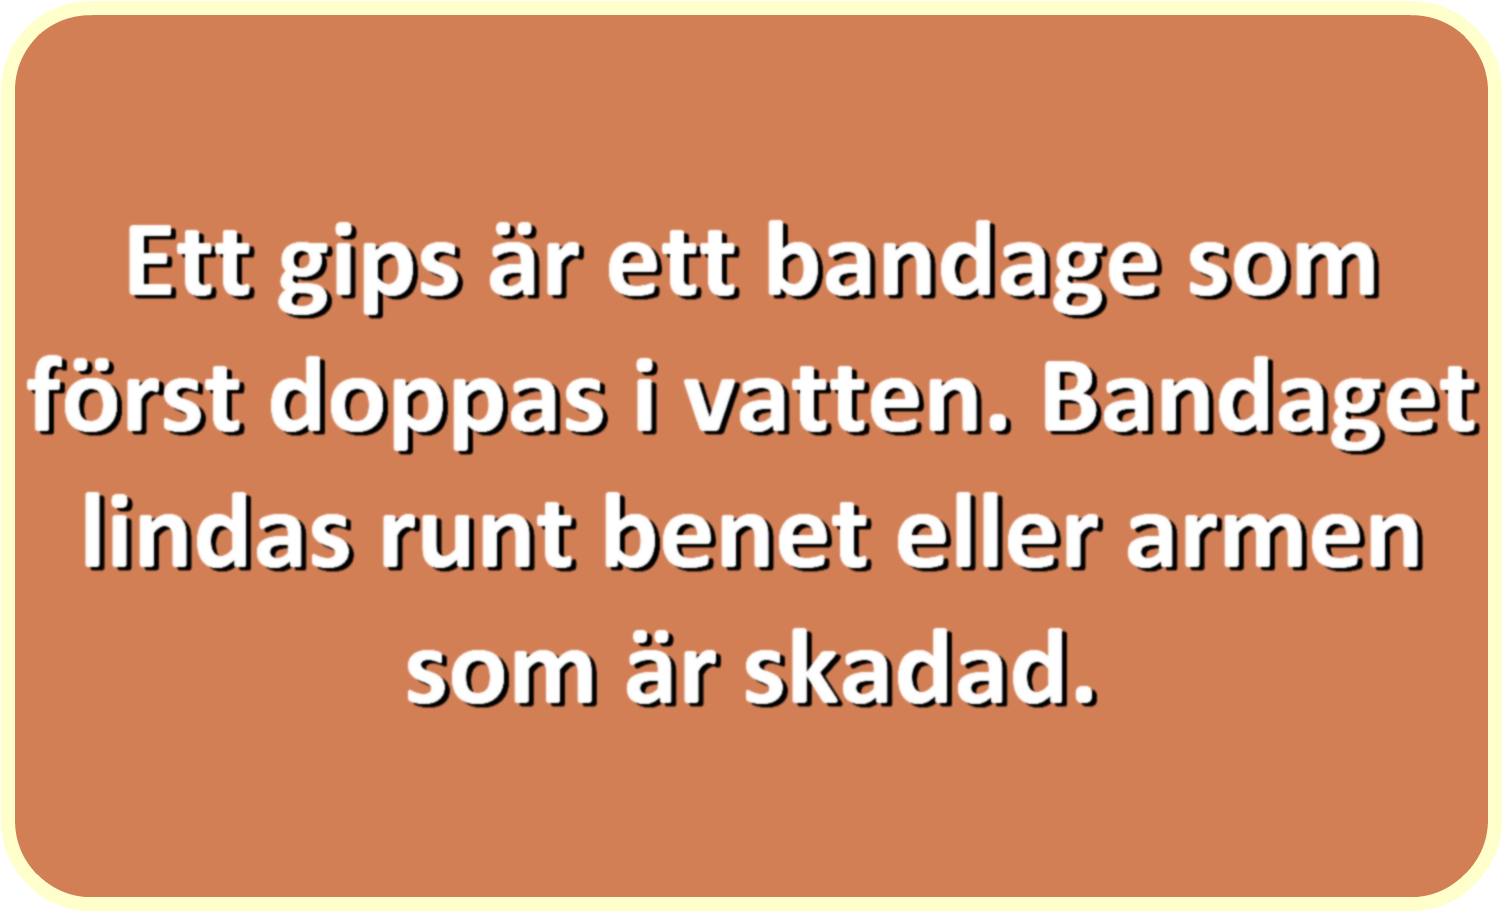 Ett gips är ett bandage som
först doppas i vatten. Bandaget
lindas runt benet eller armen
som är skadad.